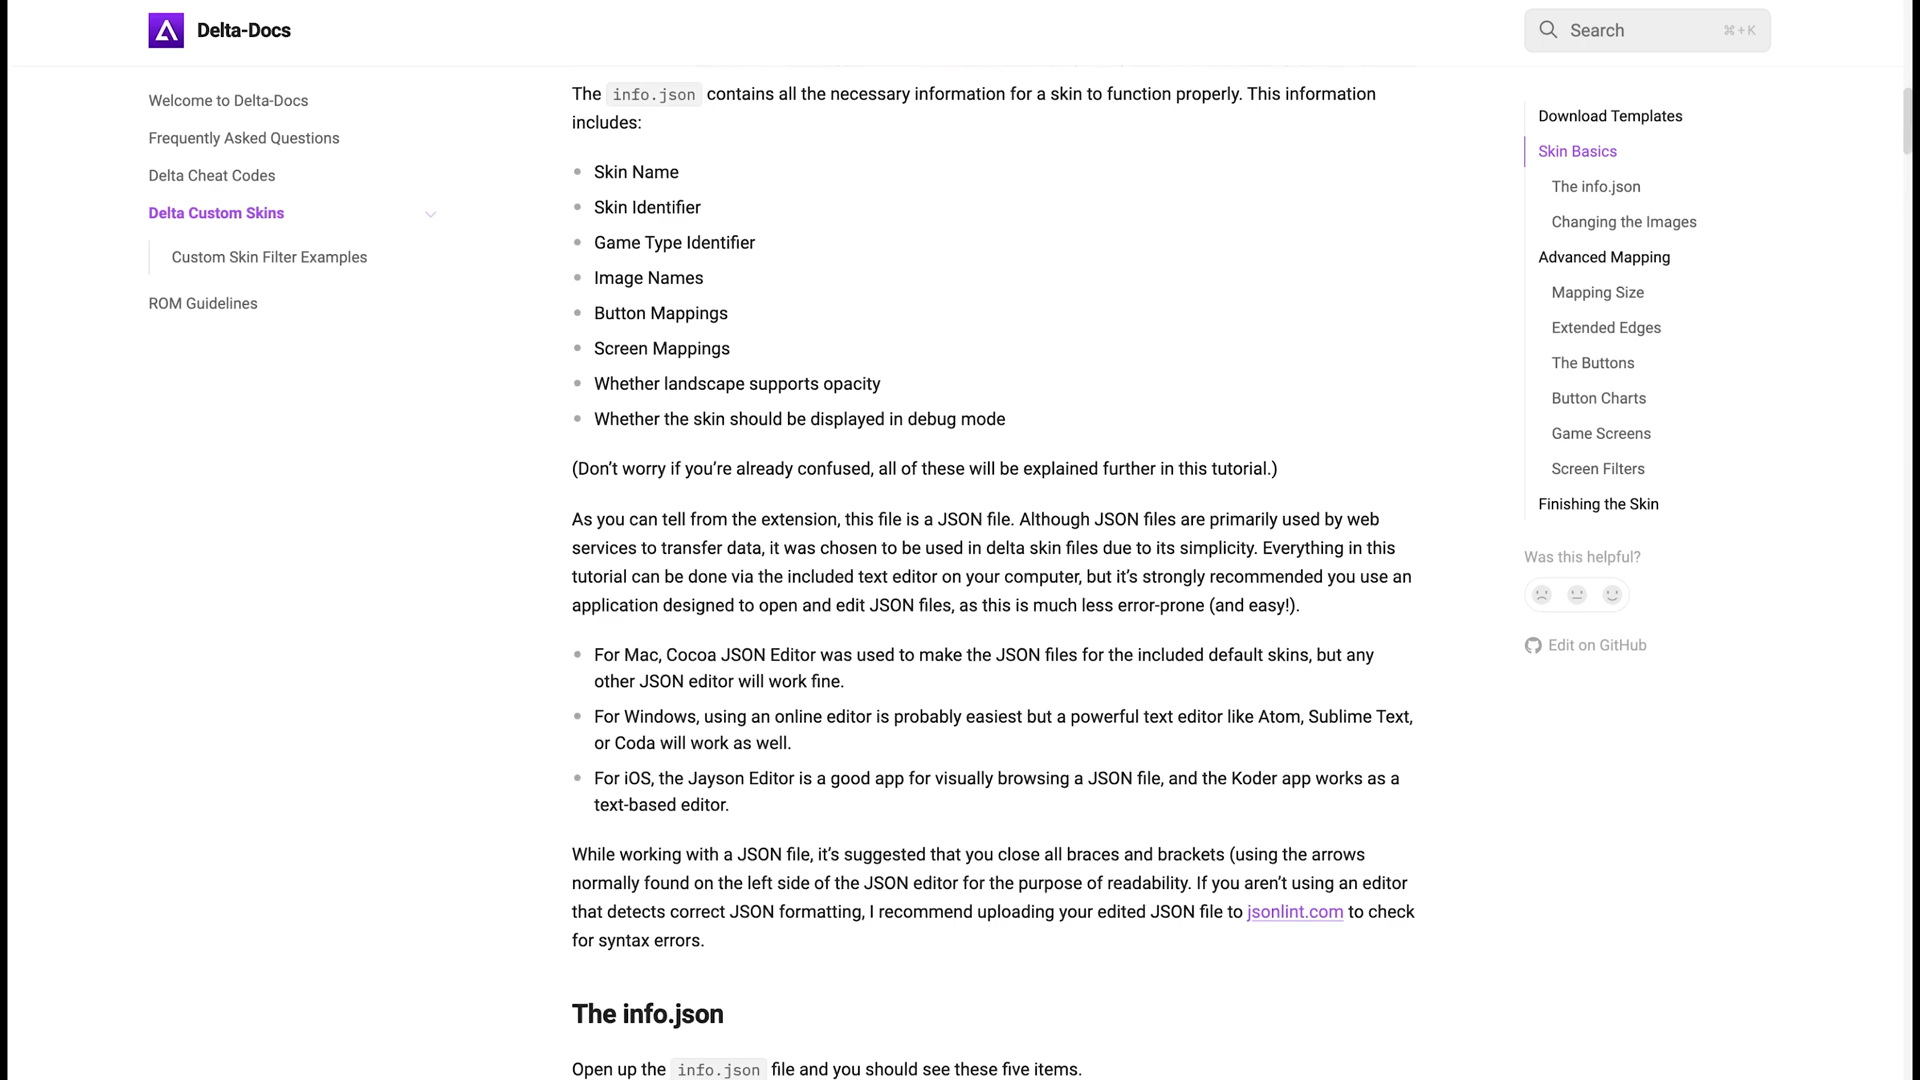 Delta-Docs
Search
⌘+K
Welcome to Delta-Docs
Frequently Asked Questions
Delta Cheat Codes
Delta Custom Skins
Custom Skin Filter Examples
ROM Guidelines
The info.json contains all the necessary information for a skin to function properly. This information
includes:
Skin Name
Skin Identifier
Game Type Identifier
Image Names
Button Mappings
Screen Mappings
Whether landscape supports opacity
Whether the skin should be displayed in debug mode
(Don’t worry if you’re already confused, all of these will be explained further in this tutorial.)
As you can tell from the extension, this file is a JSON file. Although JSON files are primarily used by web
services to transfer data, it was chosen to be used in delta skin files due to its simplicity. Everything in this
tutorial can be done via the included text editor on your computer, but it’s strongly recommended you use an
application designed to open and edit JSON files, as this is much less error-prone (and easy!).
For Mac, Cocoa JSON Editor was used to make the JSON files for the included default skins, but any
other JSON editor will work fine.
For Windows, using an online editor is probably easiest but a powerful text editor like Atom, Sublime Text,
or Coda will work as well.
For iOS, the Jayson Editor is a good app for visually browsing a JSON file, and the Koder app works as a
text-based editor.
While working with a JSON file, it’s suggested that you close all braces and brackets (using the arrows
normally found on the left side of the JSON editor for the purpose of readability. If you aren’t using an editor
that detects correct JSON formatting, I recommend uploading your edited JSON file to jsonlint.com to check
for syntax errors.
The info.json
Open up the info.json file and you should see these five items.
Download Templates
Skin Basics
The info.json
Changing the Images
Advanced Mapping
Mapping Size
Extended Edges
The Buttons
Button Charts
Game Screens
Screen Filters
Finishing the Skin
Was this helpful?
Edit on GitHub